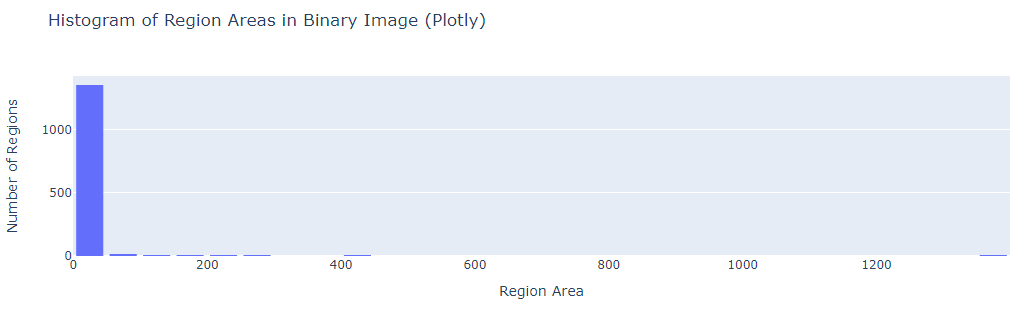 Histogram of Region Areas in Binary Image (Plotly)
Number of Regions
1000
500
0
0 200 400 600 800 1000 1200
Region Area